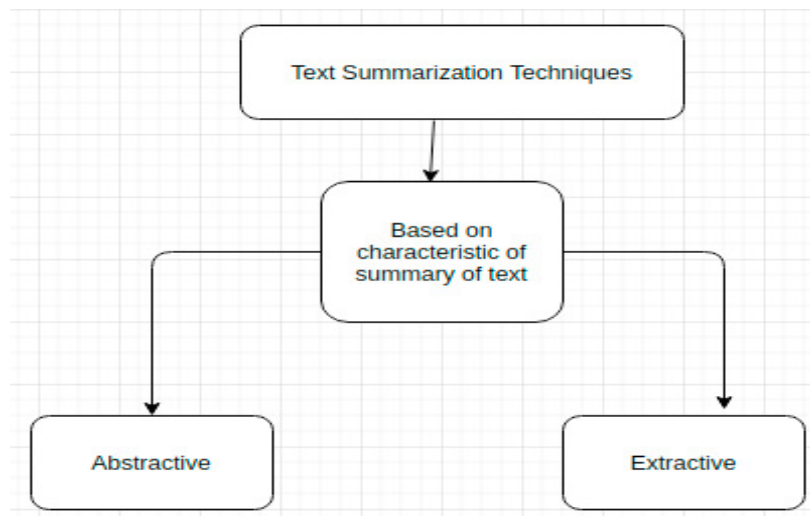 Text Summarization Techniques
Based on
characteristic of
summary of text
Abstractive
Extractive